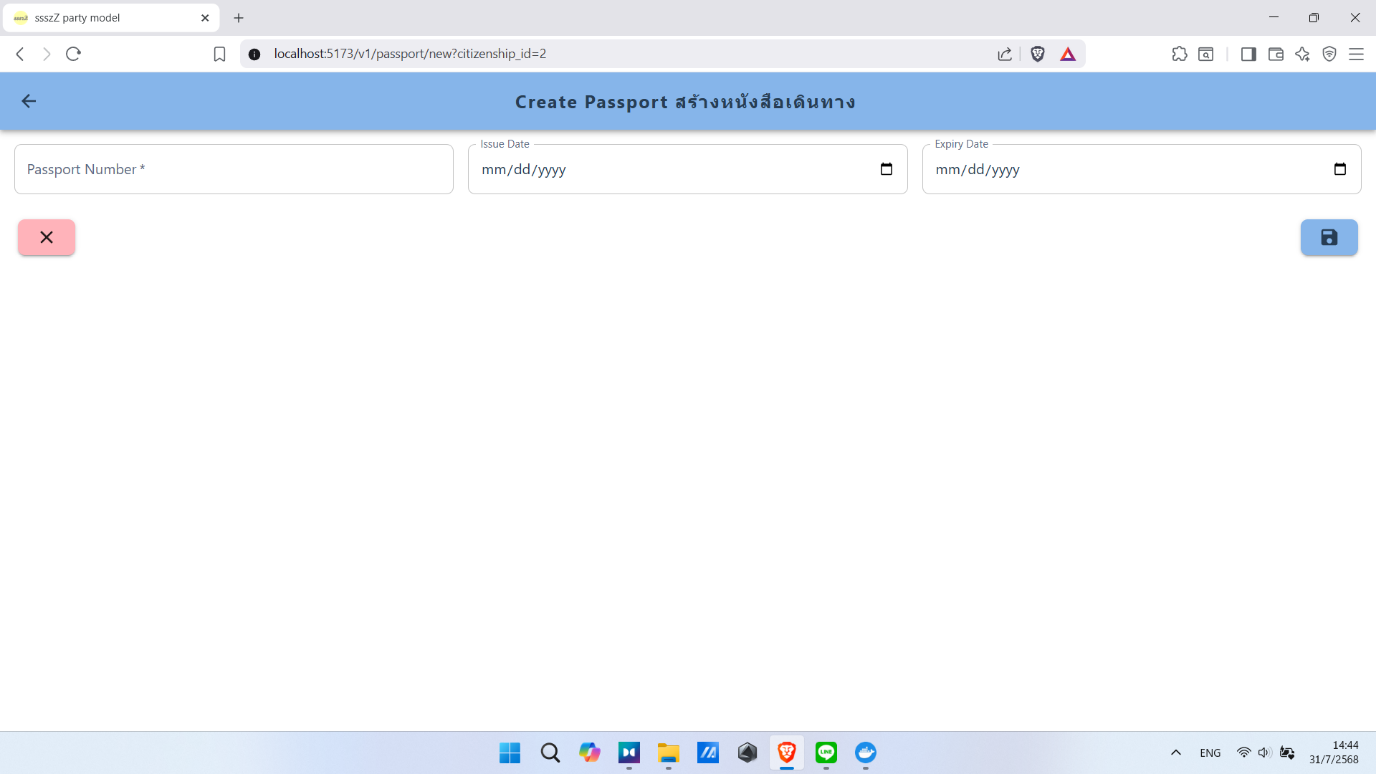 ssszZ party model
localhost:5173/v1/passport/new?citizenship_id=2
Create Passport สร้างหนังสือเดินทาง
Passport Number *
Issue Date
mm/dd/yyyy
Expiry Date
mm/dd/yyyy
LINE
ENG
14:44
31/7/2568